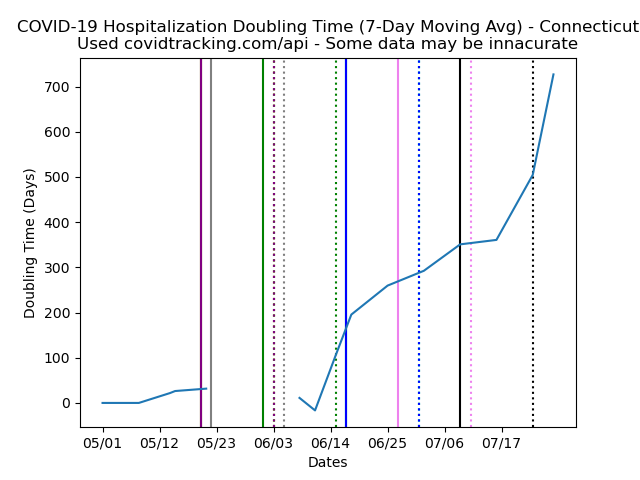 COVID-19 Hospitalization Doubling Time (7-Day Moving Avg) - Connecticut
Used covidtracking.com/api - Some data may be innacurate
700
600
500
400
300
200
100
0
Doubling Time (Days)
05/01 05/12 05/23 06/03 06/14 06/25 07/06 07/17
Dates